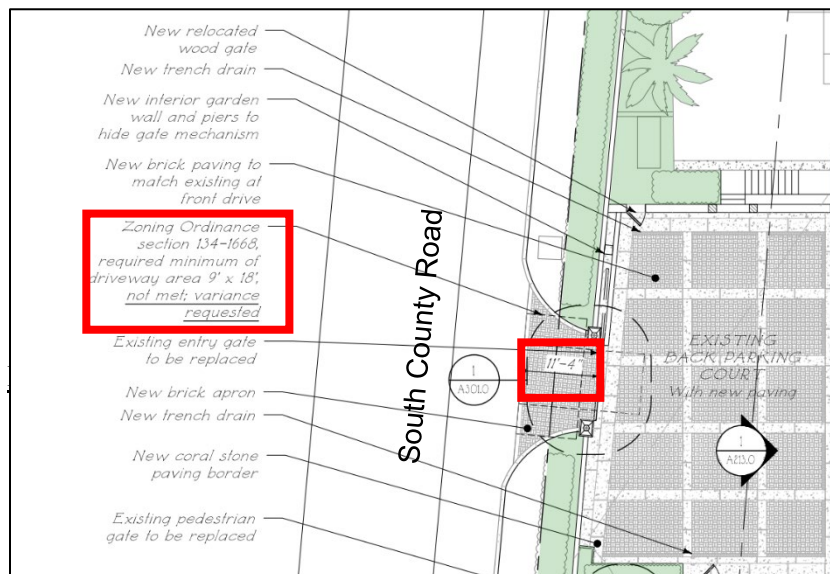 New relocated
wood gate
New trench drain
New interior garden
wall and piers to
hide gate mechanism
New brick paving to
match existing at
front drive
Zoning Ordinance
section 134-1668,
required minimum of
driveway area 9' x 18',
not met; variance
requested
Existing entry gate
to be replaced
New brick apron
New trench drain
New coral stone
paving border
Existing pedestrian
gate to be replaced
South County Road
1
A301.0
11'-4"
EXISTING
BACK PARKING
COURT
With new paving
1
A213.0